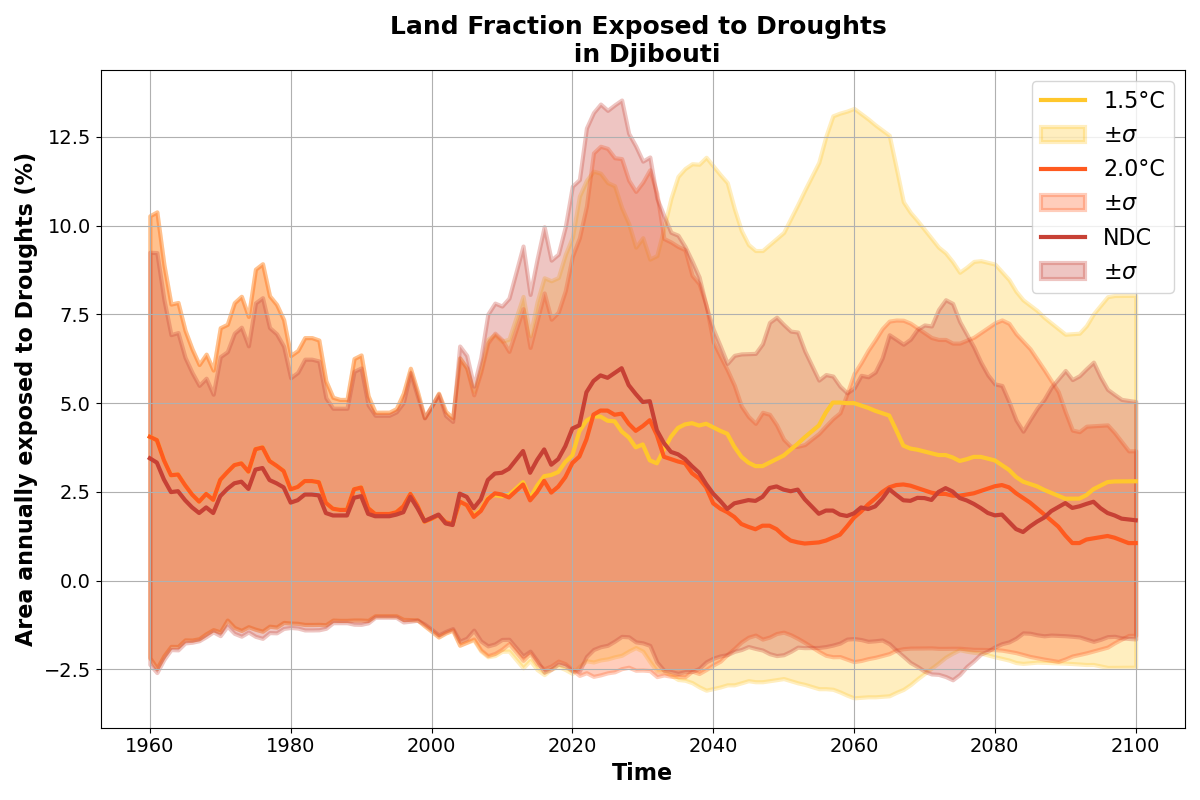 Land Fraction Exposed to Droughts
in Djibouti
Area annually exposed to Droughts (%)
12.5
10.0
7.5
5.0
2.5
0.0
−2.5
1960
1980
2000
2020
2040
2060
2080
2100
Time
1.5°C
±σ
2.0°C
±σ
NDC
±σ